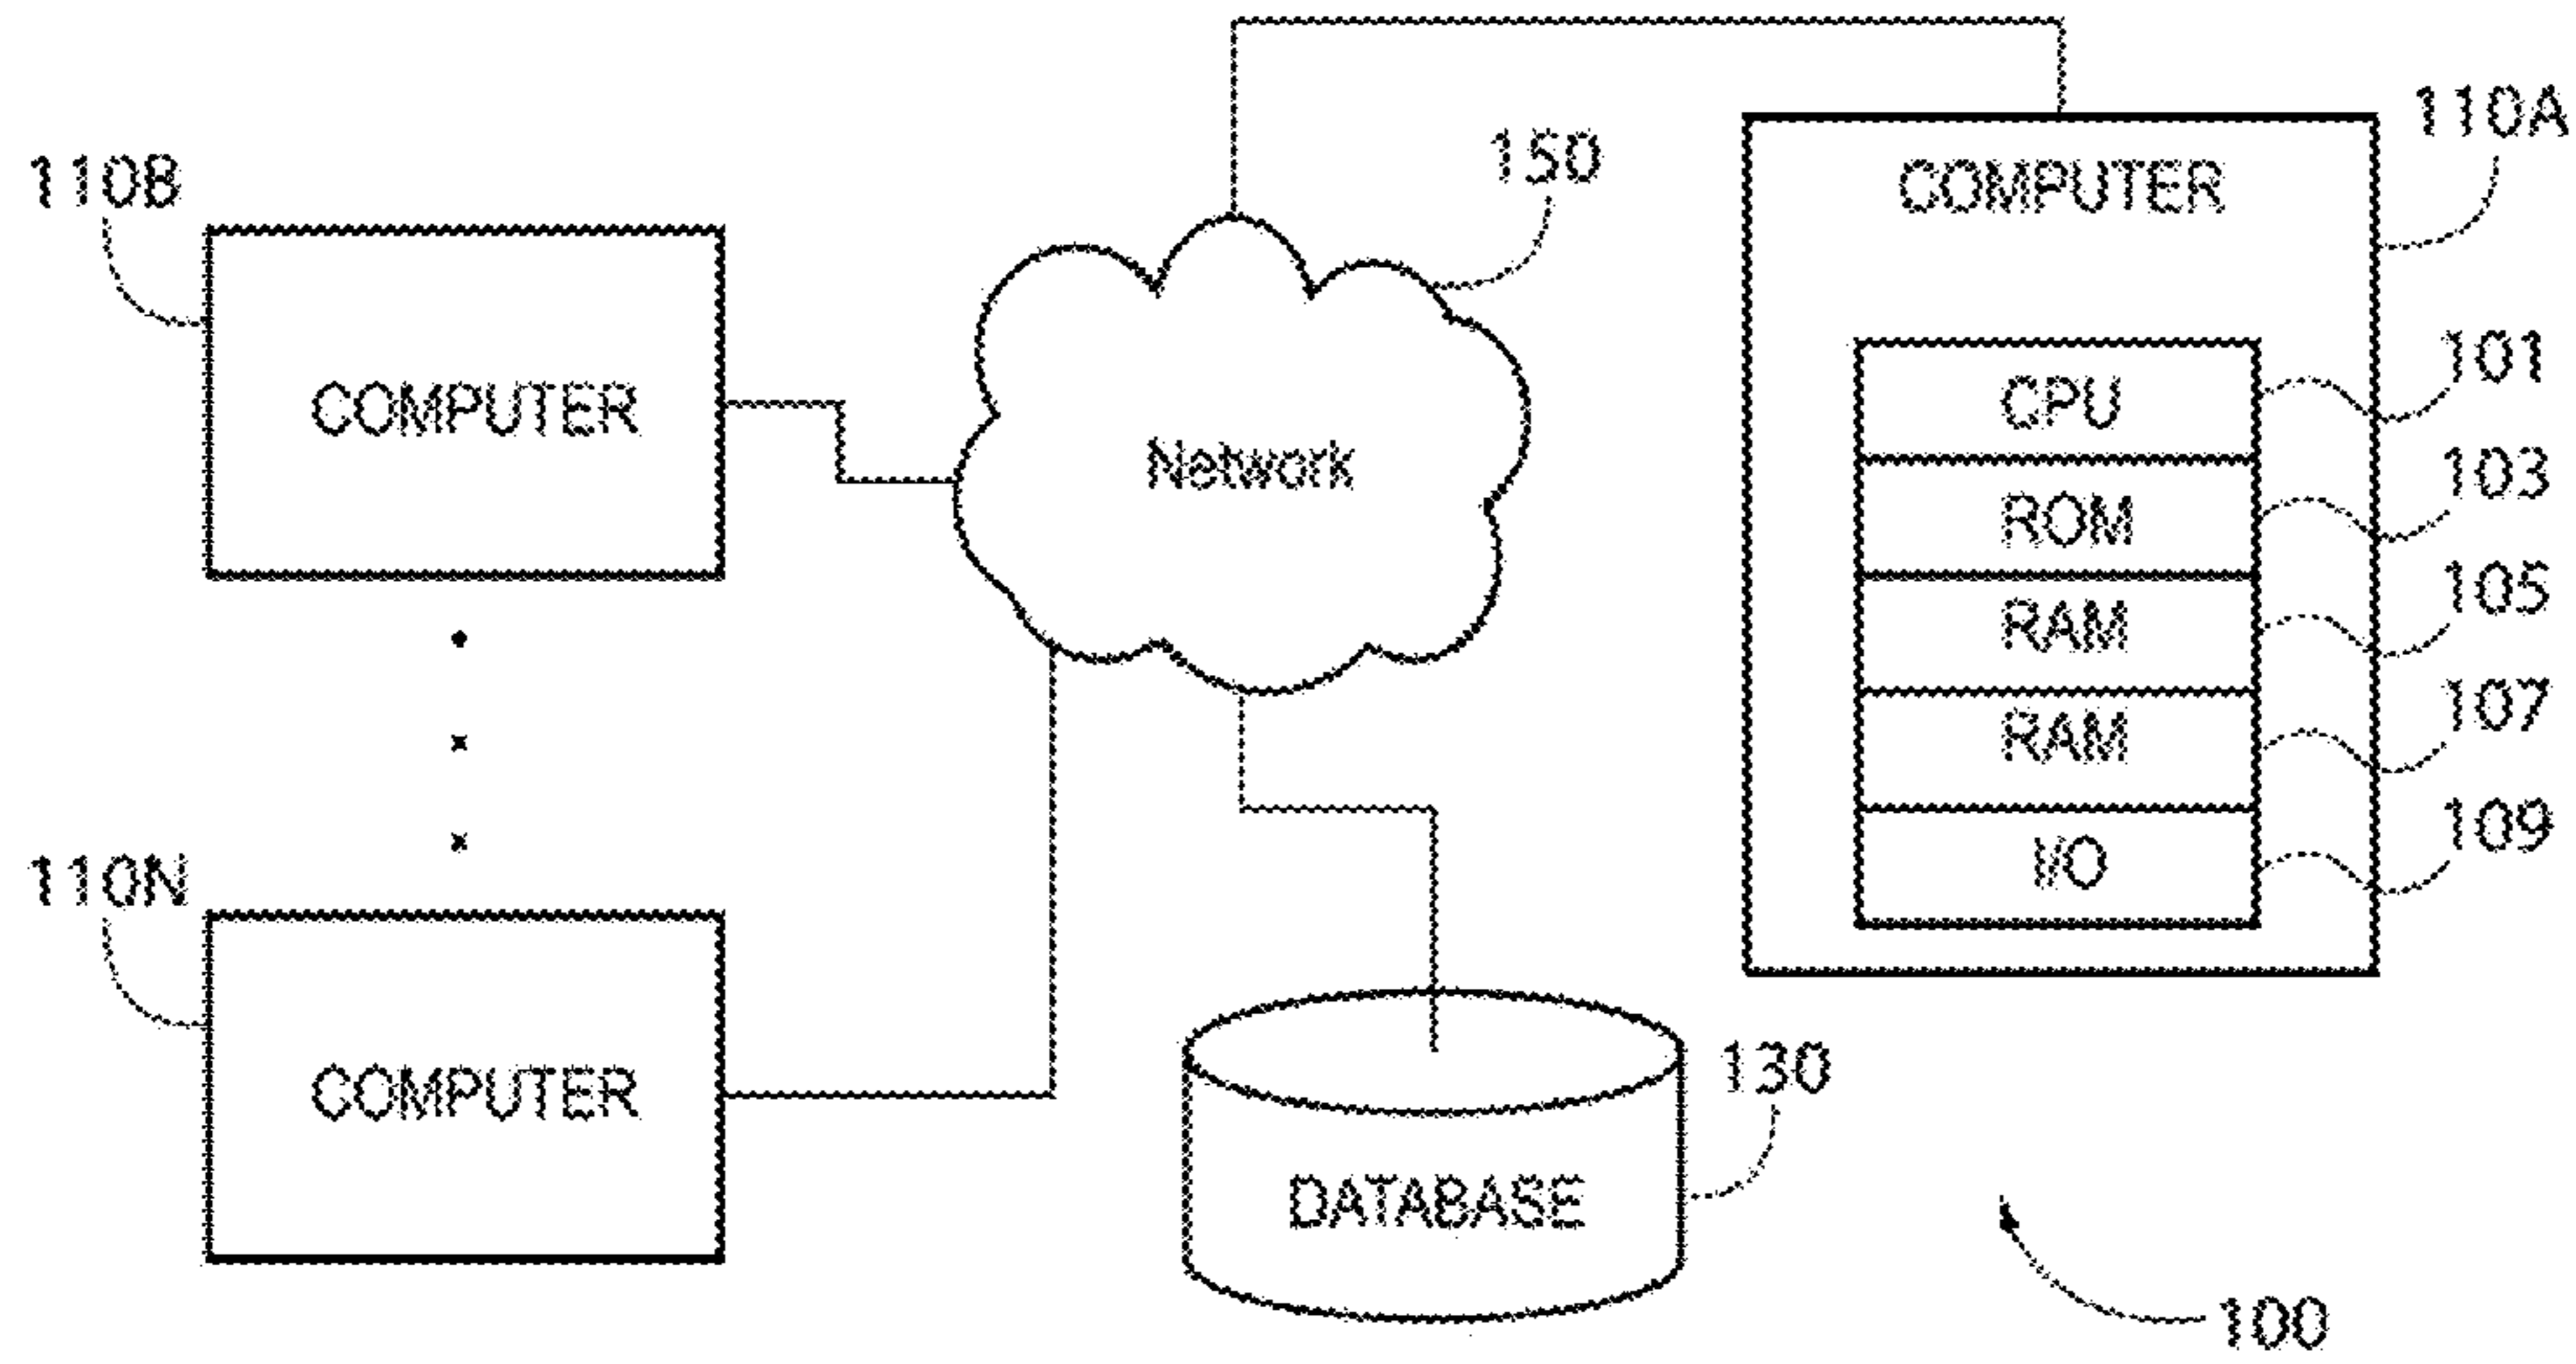 110A
COMPUTER
150
110B
CPU
101
COMPUTER
Network
ROM
103
RAM
105
RAM
107
I/O
109
110N
COMPUTER
130
DATABASE
100